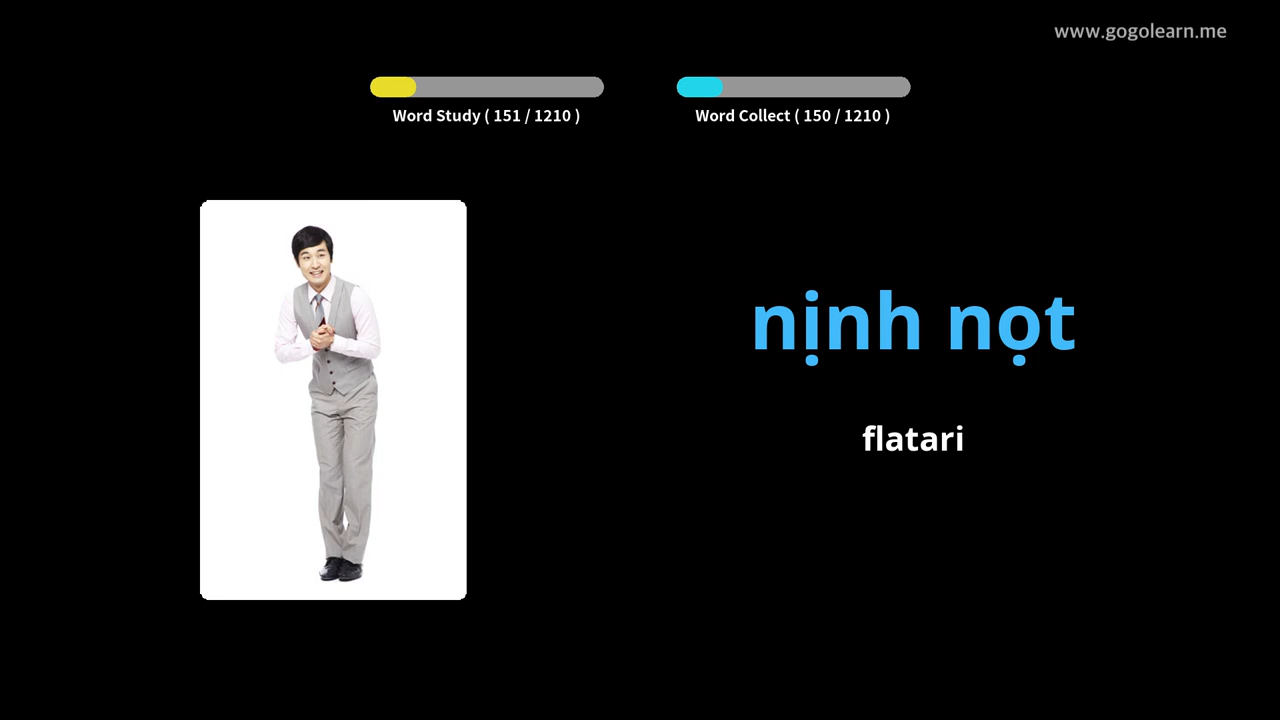 www.gogolearn.me
Word Study ( 151 / 1210 )
Word Collect ( 150 / 1210 )
nịnh nọt
flatari